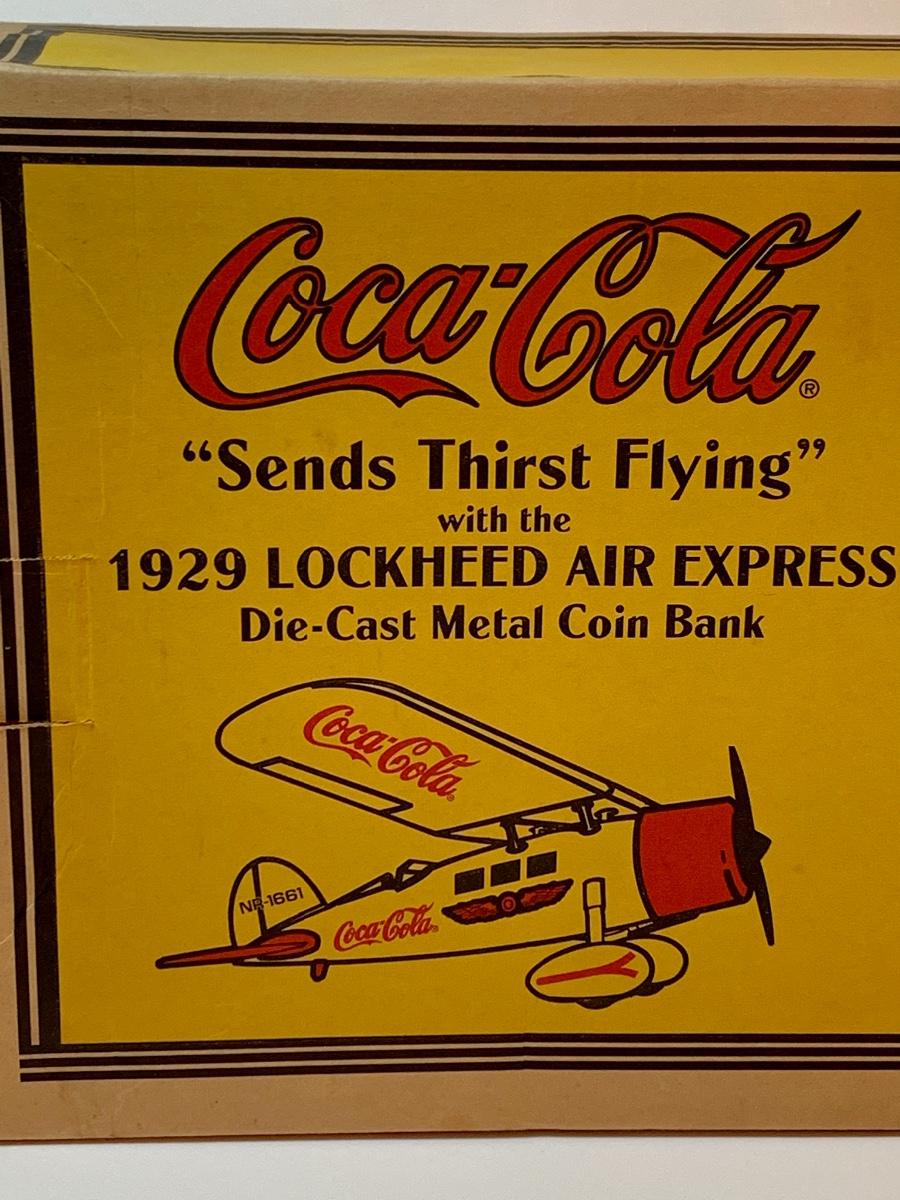 Coca-Cola®
“Sends Thirst Flying”
with the
1929 LOCKHEED AIR EXPRESS
Die-Cast Metal Coin Bank
Coca-Cola®
NR-1661
Coca-Cola®